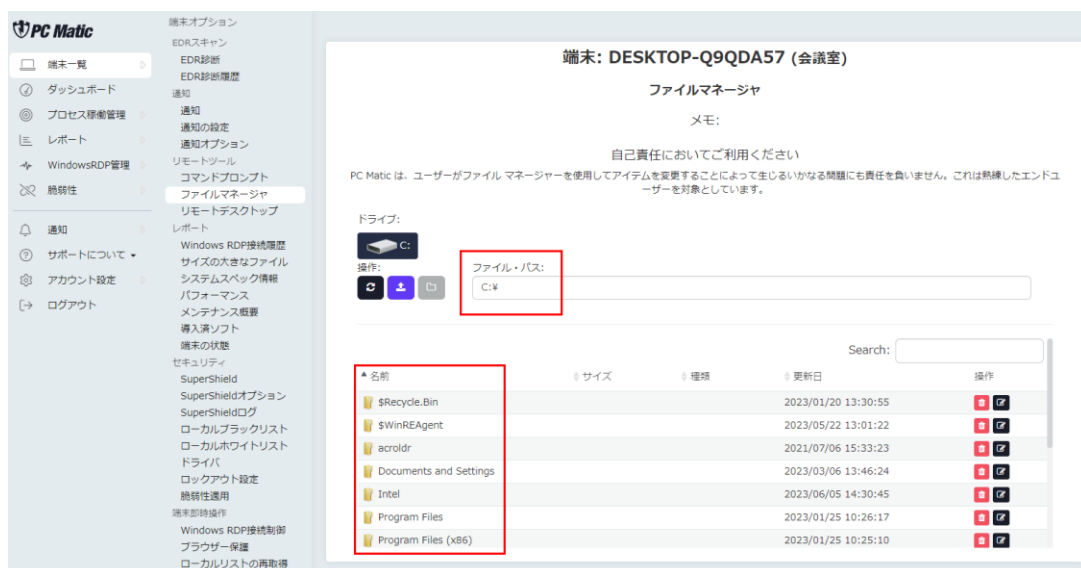 PC Matic
端末一覧
ダッシュボード
プロセス稼働管理
レポート
WindowsRDP管理
脆弱性
通知
サポートについて
アカウント設定
ログアウト
端末オプション
EDRスキャン
EDR診断
EDR診断履歴
通知
通知
通知の設定
通知オプション
リモートツール
コマンドプロンプト
ファイルマネージャ
リモートデスクトップ
レポート
Windows RDP接続履歴
サイズの大きなファイル
システムスペック情報
パフォーマンス
メンテナンス概要
導入済ソフト
端末の状態
セキュリティ
SuperShield
SuperShieldオプション
SuperShieldログ
ローカルブラックリスト
ローカルホワイトリスト
ドライバ
ロックアウト設定
脆弱性適用
端末即時操作
Windows RDP接続制御
ブラウザー保護
ローカルリストの再取得
端末: DESKTOP-Q9QDA57 (会議室)
ファイルマネージャ
メモ:
自己責任においてご利用ください
PC Matic は、ユーザーがファイル マネージャーを使用してアイテムを変更することによって生じるいかなる問題にも責任を負いません。これは熟練したエンドユ
ーザーを対象としています。
ドライブ:
C:
操作: ファイル・パス:
C:¥
Search:
名前 サイズ 種類 更新日 操作
$Recycle.Bin 2023/01/20 13:30:55
$WinREAgent 2023/05/22 13:01:22
acroldr 2021/07/06 15:33:23
Documents and Settings 2023/03/06 13:46:24
Intel 2023/06/05 14:30:45
Program Files 2023/01/25 10:26:17
Program Files (x86) 2023/01/25 10:25:10